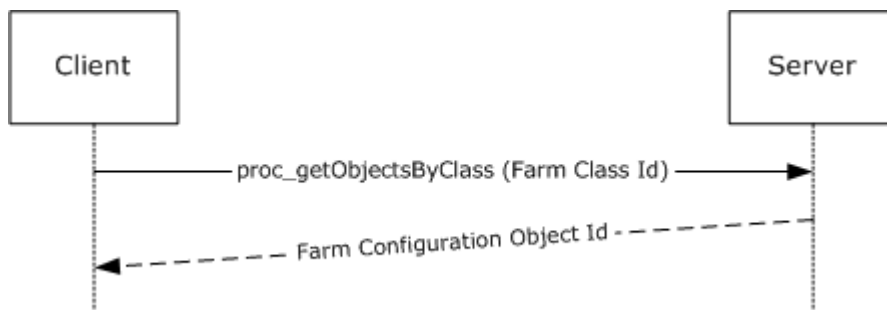 Client
Server
proc_getObjectsByClass (Farm Class Id)
Farm Configuration Object Id